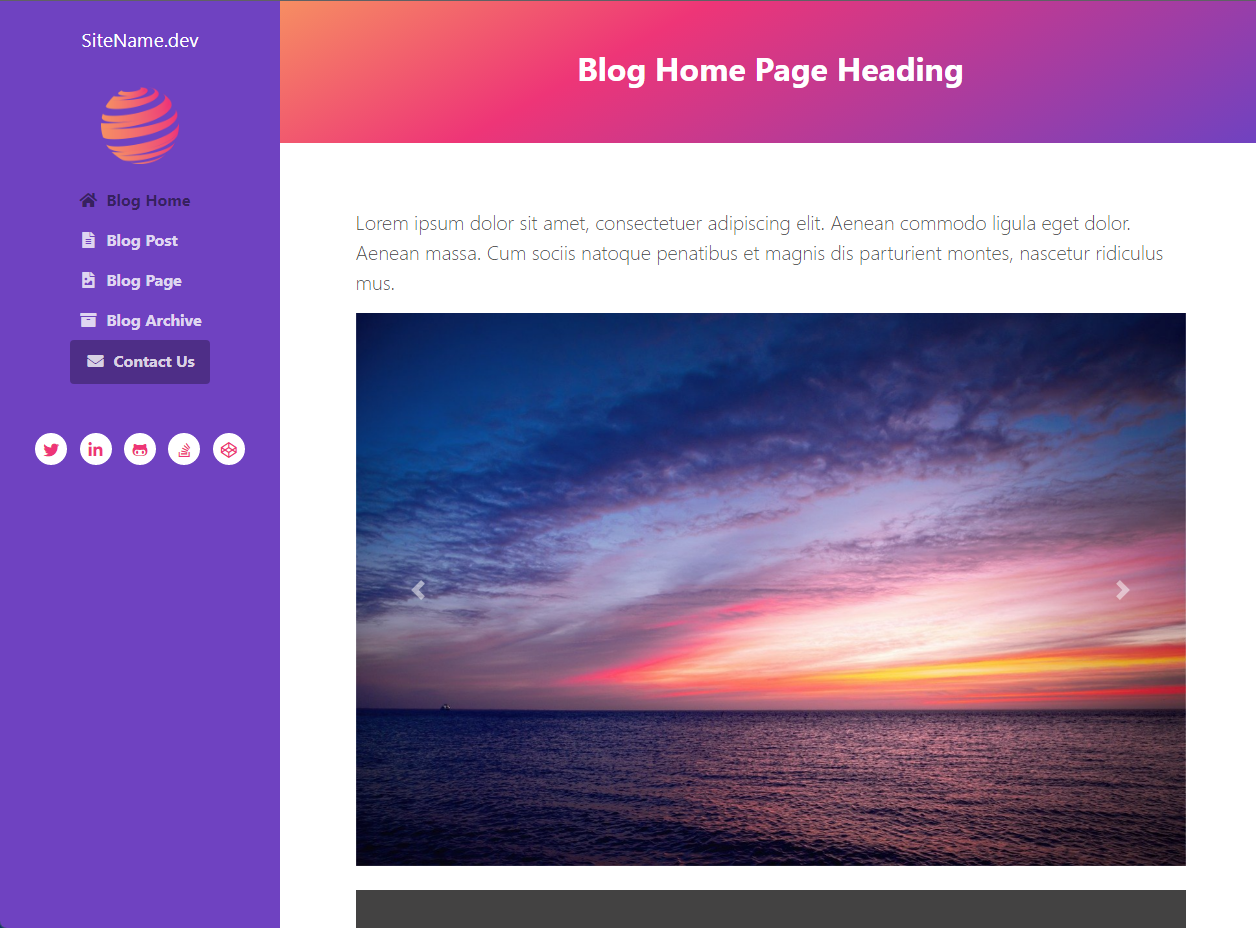 SiteName.dev
Blog Home
Blog Post
Blog Page
Blog Archive
Contact Us
in
Blog Home Page Heading
Lorem ipsum dolor sit amet, consectetuer adipiscing elit. Aenean commodo ligula eget dolor.
Aenean massa. Cum sociis natoque penatibus et magnis dis parturient montes, nascetur ridiculus
mus.